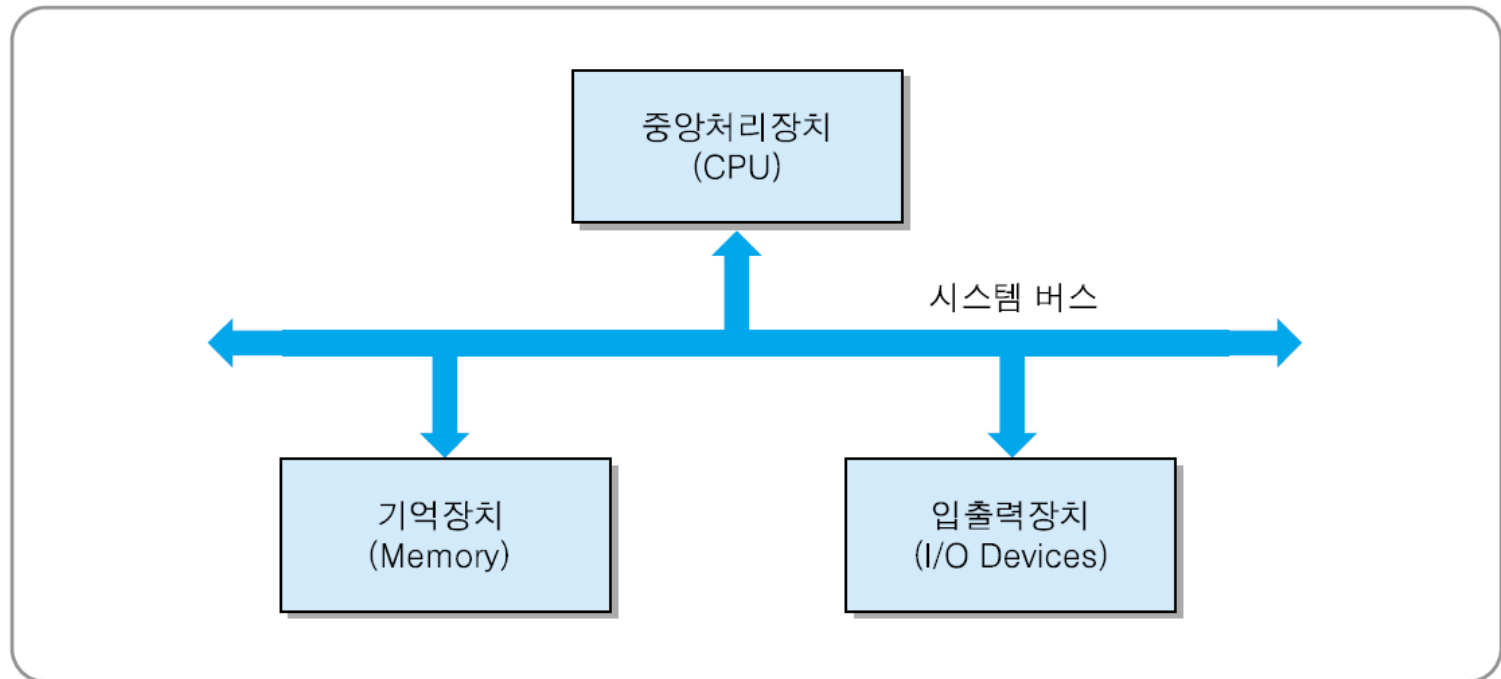 중앙처리장치
(CPU)
시스템 버스
기억장치
(Memory)
입출력장치
(I/O Devices)